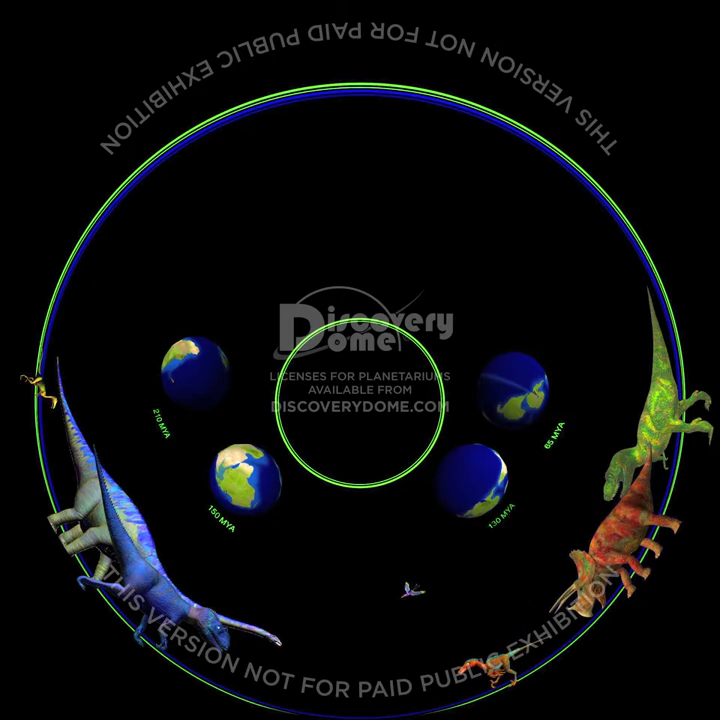 THIS VERSION NOT FOR PAID PUBLIC EXHIBITION
Discovery
Dome
LICENSES FOR PLANETARIUMS
AVAILABLE FROM
DISCOVERYDOME.COM
210 MYA
65 MYA
150 MYA
130 MYA
THIS VERSION NOT FOR PAID PUBLIC EXHIBITION